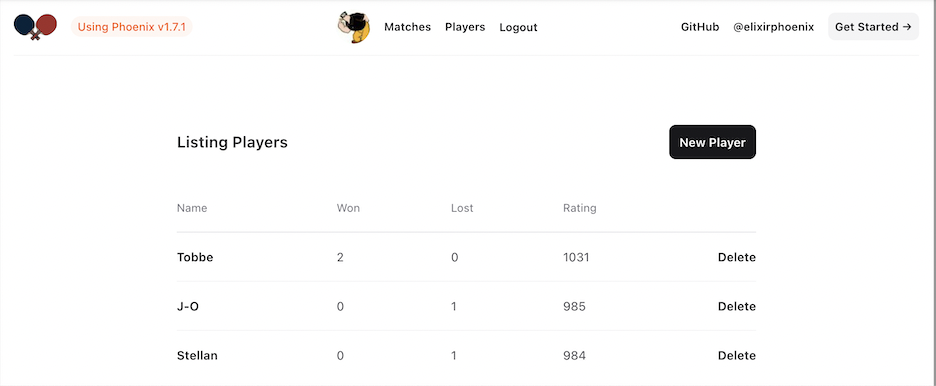 Using Phoenix v1.7.1 Matches Players Logout GitHub @elixirphoenix Get Started →
Listing Players New Player
Name Won Lost Rating
Tobbe 2 0 1031 Delete
J-O 0 1 985 Delete
Stellan 0 1 984 Delete